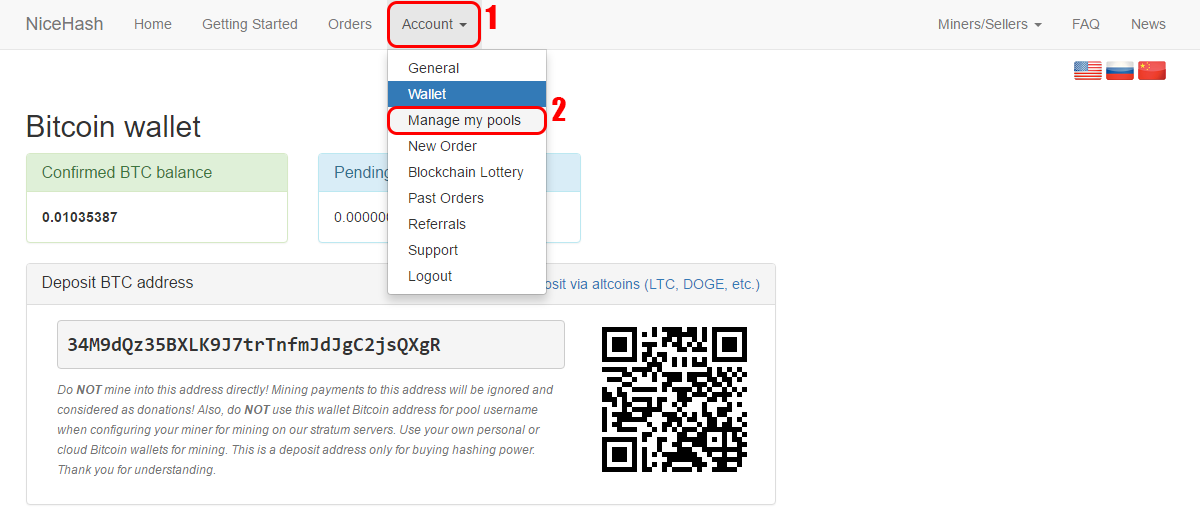 NiceHash Home Getting Started Orders Account 1 Miners/Sellers FAQ News
General
Wallet
Manage my pools 2
New Order
Blockchain Lottery
Past Orders
Referrals
Support
Logout
Bitcoin wallet
Confirmed BTC balance
0.01035387
Pending
0.000000
Deposit BTC address
osit via altcoins (LTC, DOGE, etc.)
34M9dQz35BXLK9J7trTnfmJdJgC2jsQXgR
Do NOT mine into this address directly! Mining payments to this address will be ignored and
considered as donations! Also, do NOT use this wallet Bitcoin address for pool username
when configuring your miner for mining on our stratum servers. Use your own personal or
cloud Bitcoin wallets for mining. This is a deposit address only for buying hashing power.
Thank you for understanding.